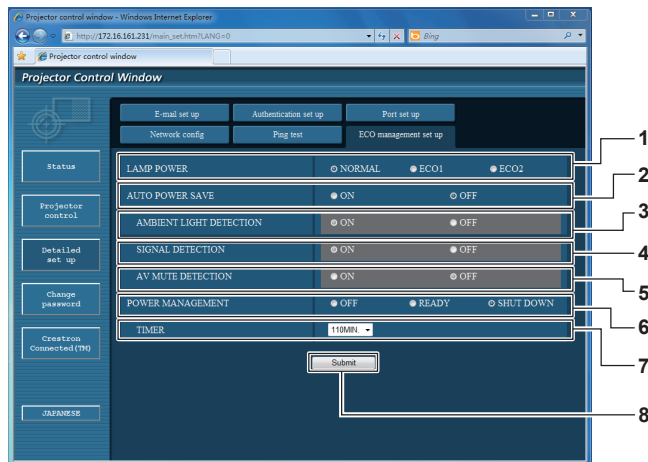 Projector control window - Windows Internet Explorer
http://172.16.161.231/main_set.htm?LANG=0
Bing
Projector control window
Projector Control Window
E-mail set up Authentication set up Port set up
Network config Ping test ECO management set up
Status
Projector
control
Detailed
set up
Change
password
Crestron
Connected(TM)
JAPANESE
LAMP POWER NORMAL ECO1 ECO2 1
AUTO POWER SAVE ON OFF 2
AMBIENT LIGHT DETECTION ON OFF 3
SIGNAL DETECTION ON OFF 4
AV MUTE DETECTION ON OFF 5
POWER MANAGEMENT OFF READY SHUT DOWN 6
TIMER 110MIN. 7
Submit 8